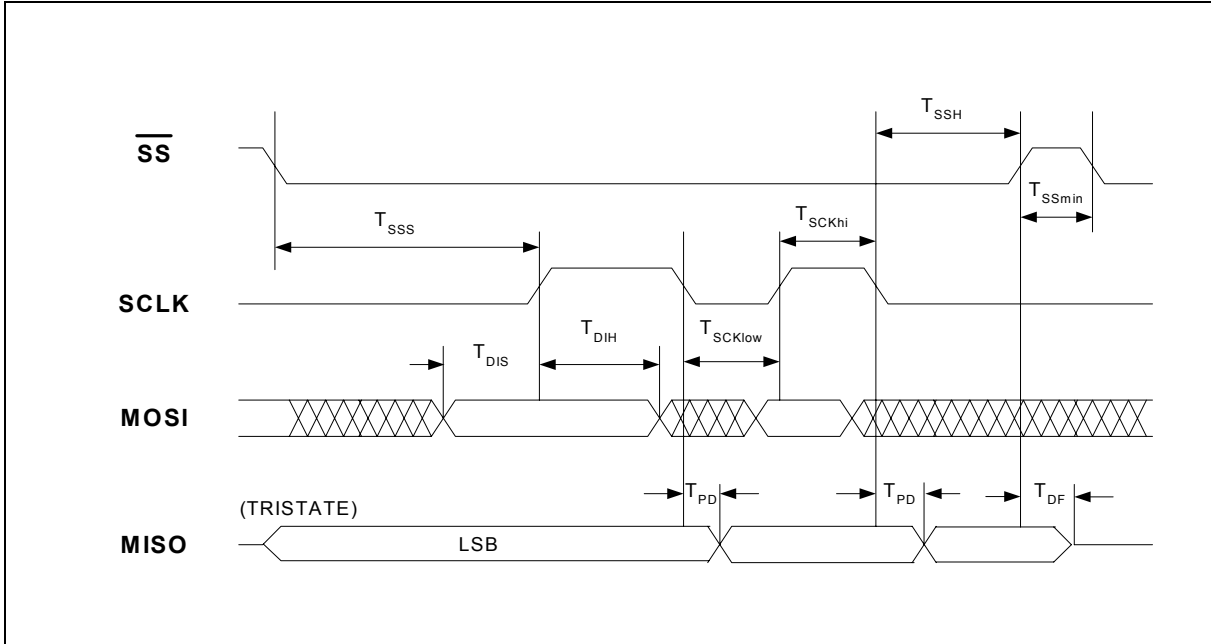 T_SSH
SS
T_SSmin
T_SCKhi
T_SSS
SCLK
T_DIH
T_SCKlow
T_DIS
MOSI
T_PD
T_PD
T_DF
(TRISTATE)
LSB
MISO